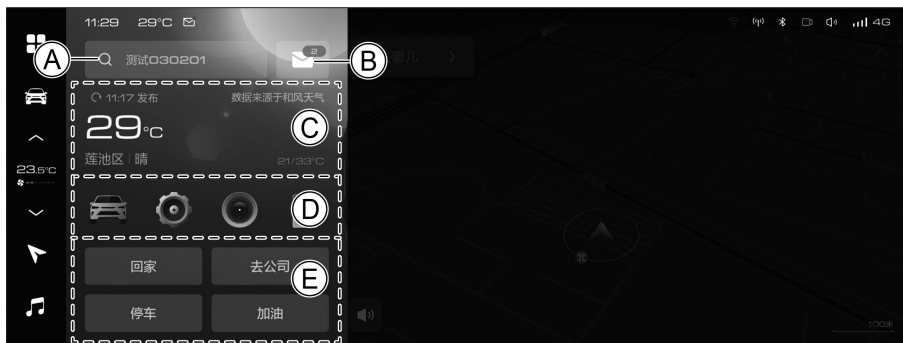 11:29 29°C
4G
A
测试030201
2
B
11:17 发布 数据来源于和风天气
29°C
C
莲池区 晴 21/33°C
23.5°C
D
回家 去公司
E
停车 加油
北
100米